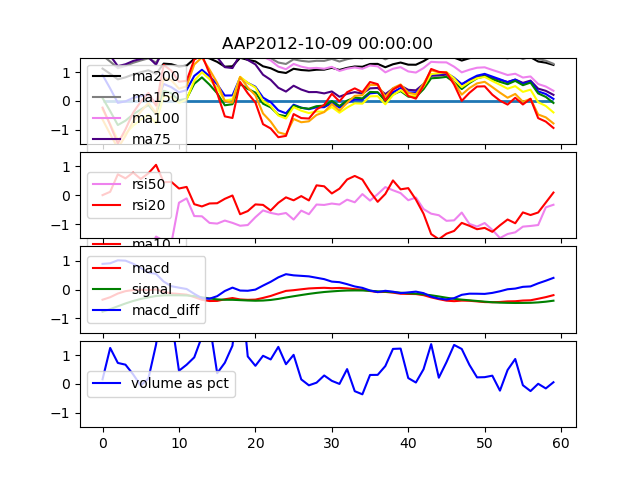 AAP2012-10-09 00:00:00
1
0
−1
ma200
ma150
ma100
ma75
1
0
−1
rsi50
rsi20
ma10
1
0
−1
macd
signal
macd_diff
1
0
−1
volume as pct
0 10 20 30 40 50 60